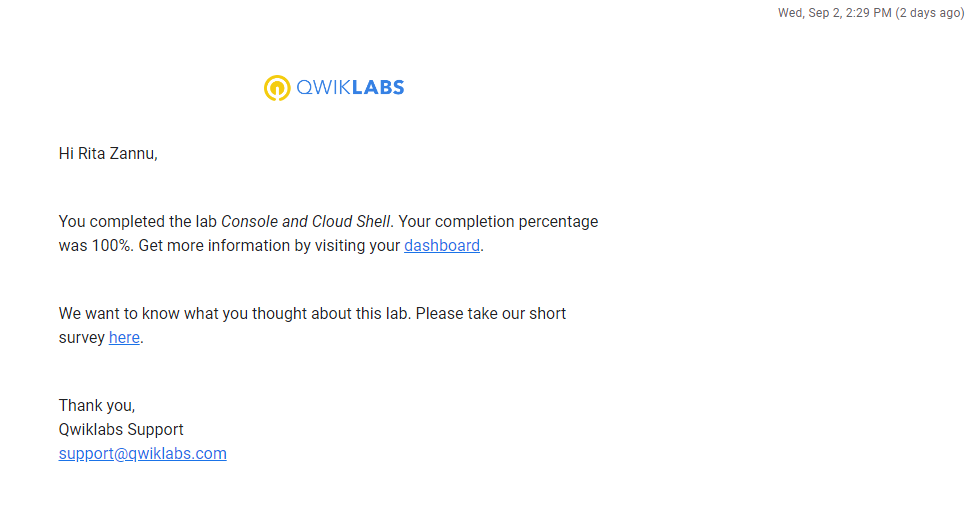 Wed, Sep 2, 2:29 PM (2 days ago)
QWIKLABS
Hi Rita Zannu,
You completed the lab Console and Cloud Shell. Your completion percentage
was 100%. Get more information by visiting your dashboard.
We want to know what you thought about this lab. Please take our short
survey here.
Thank you,
Qwiklabs Support
support@qwiklabs.com